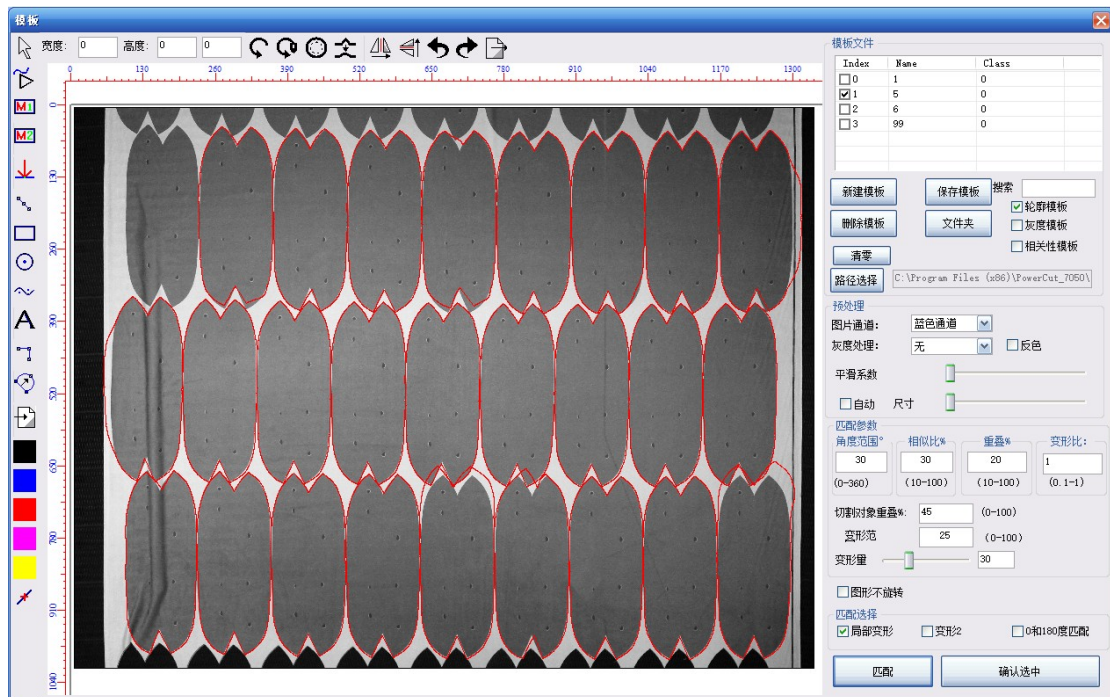 模板
宽度: 0 高度: 0 0
0 130 260 390 520 650 780 910 1040 1170 1300
0
130
260
390
520
650
780
910
1040
M1
M2
A
模板文件
Index Name Class
0 1 0
1 5 0
2 6 0
3 99 0
新建模板 保存模板 搜索
轮廓模板
删除模板 文件夹 灰度模板
相关性模板
清零
路径选择 C:\Program Files (x86)\PowerCut_7050\
预处理
图片通道: 蓝色通道
灰度处理: 无 反色
平滑系数
自动 尺寸
匹配参数
角度范围° 相似比% 重叠% 变形比:
30 30 20 1
(0-360) (10-100) (10-100) (0.1-1)
切割对象重叠%: 45 (0-100)
变形范 25 (0-100)
变形量 30
图形不旋转
匹配选择
局部变形 变形2 0和180度匹配
匹配 确认选中